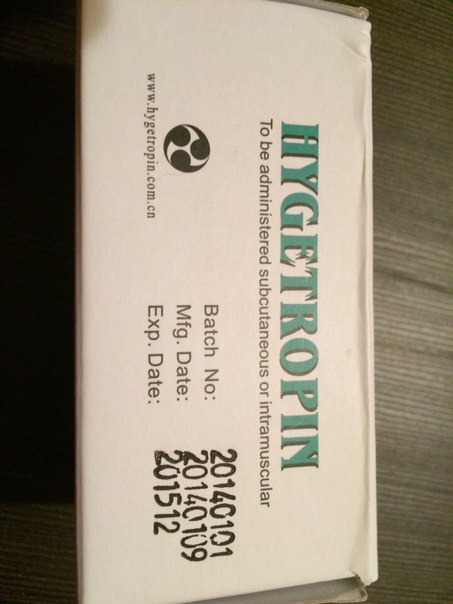 HYGETROPIN
To be administered subcutaneous or intramuscular
www.hygetropin.com.cn
Batch No: 20140101
Mfg. Date: 20140109
Exp. Date: 201512